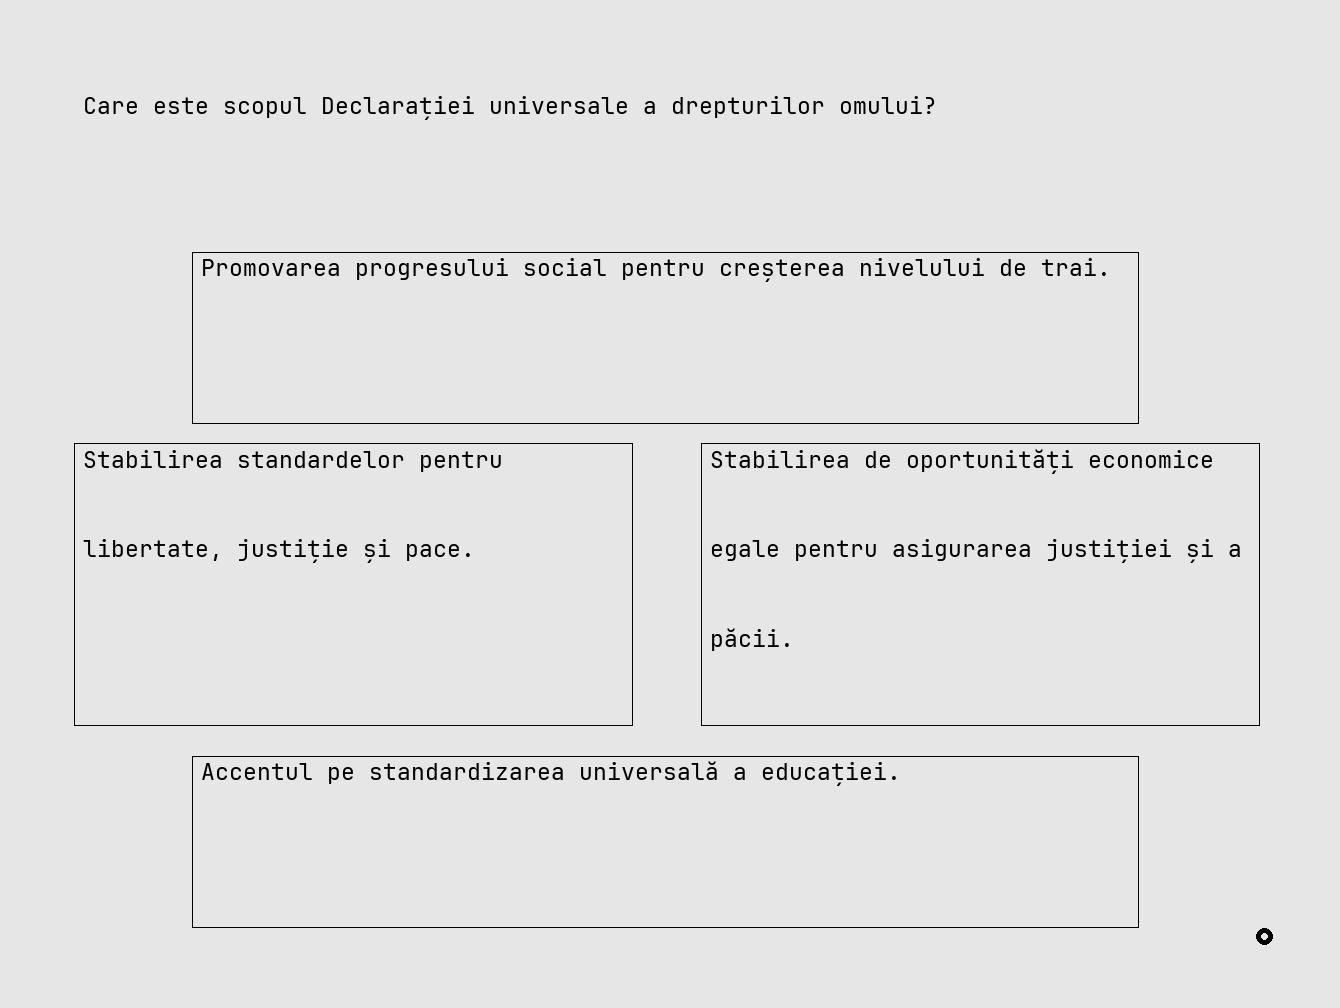 Care este scopul Declarației universale a drepturilor omului?
Promovarea progresului social pentru creșterea nivelului de trai.
Stabilirea standardelor pentru
libertate, justiție și pace.
Stabilirea de oportunități economice
egale pentru asigurarea justiției și a
păcii.
Accentul pe standardizarea universală a educației.